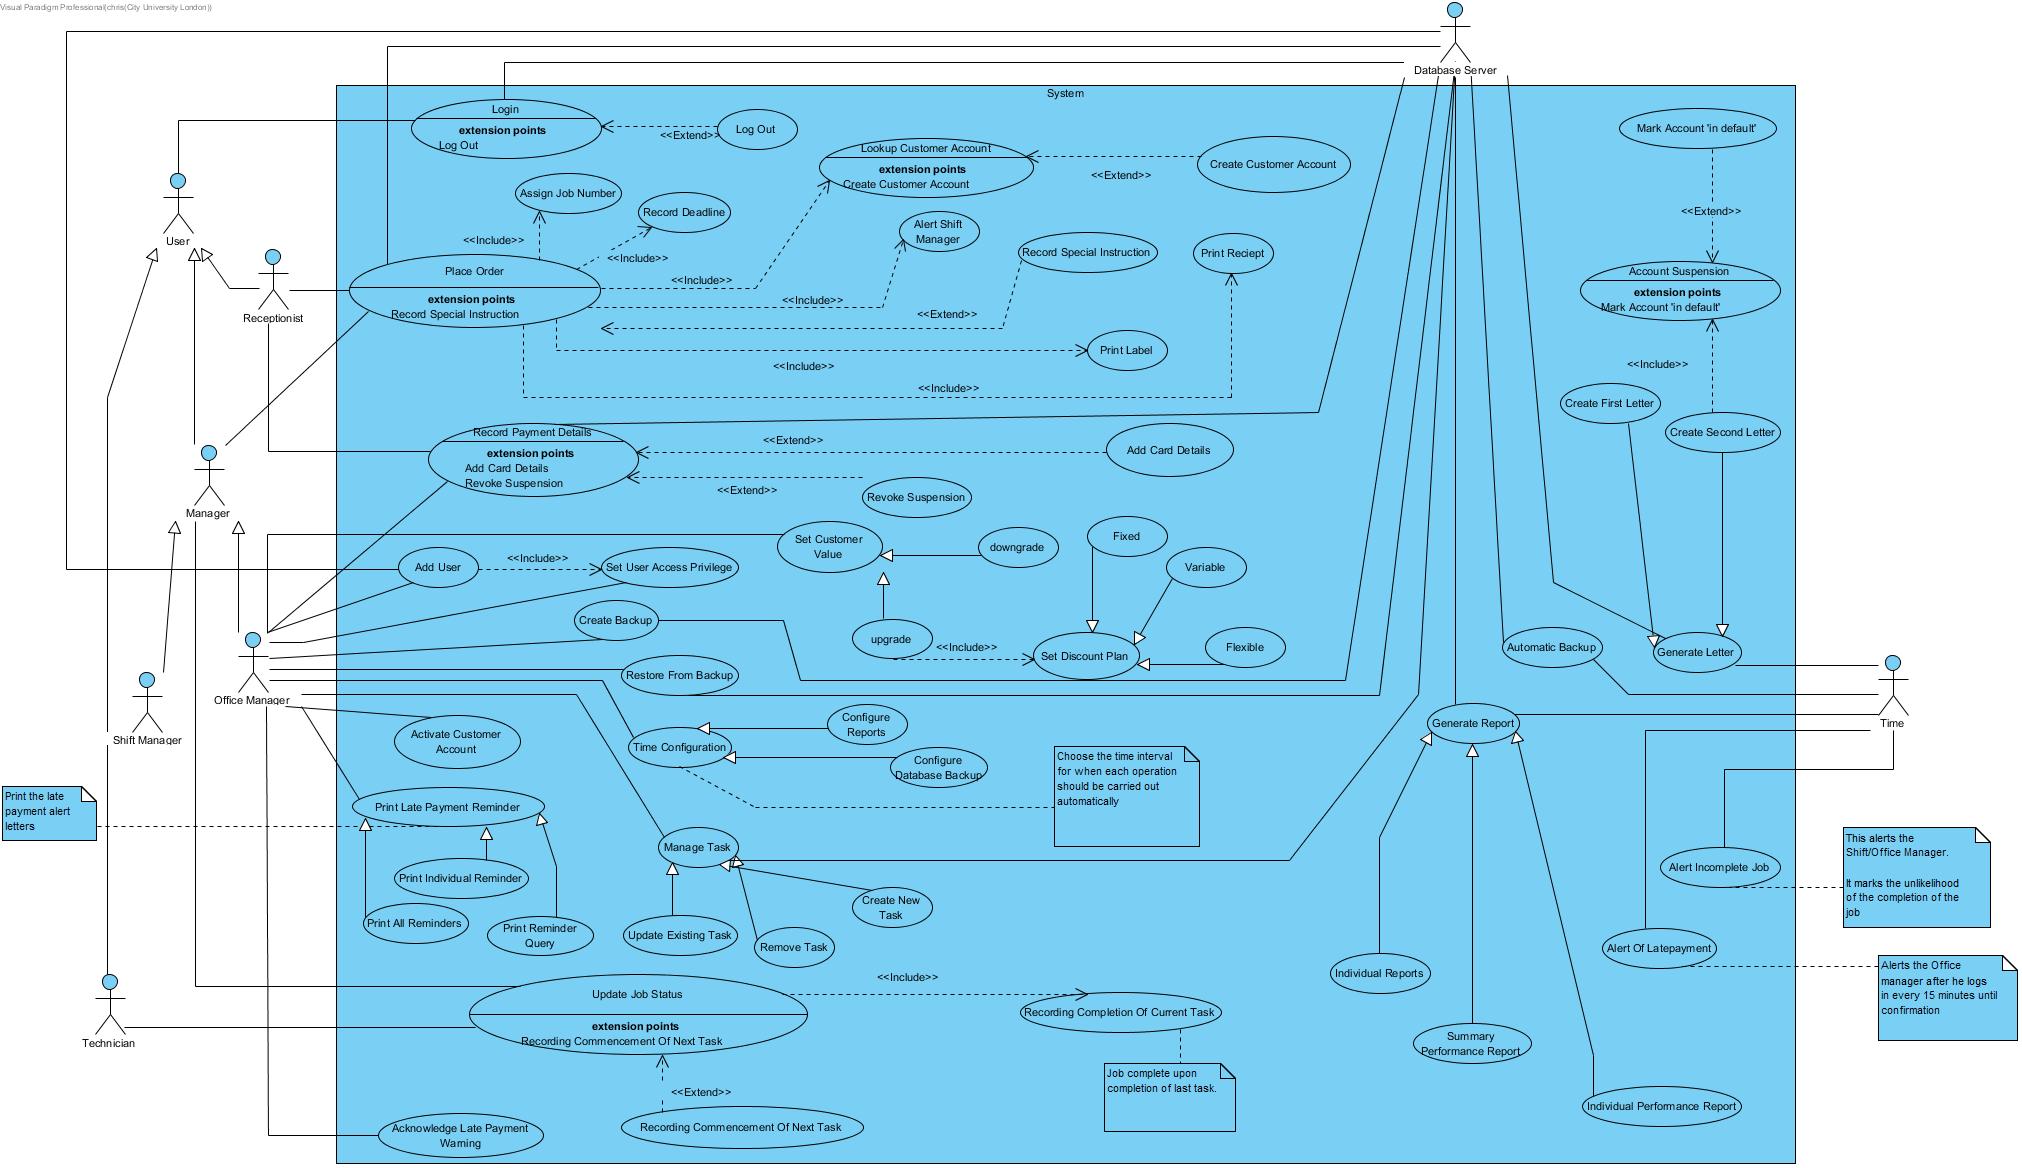 Visual Paradigm Professional(chris(City University London))
Database Server
System
Login
extension points
Log Out
<<Extend>>
Log Out
Mark Account 'in default'
Lookup Customer Account
extension points
Create Customer Account
<<Extend>>
Create Customer Account
Assign Job Number
Record Deadline
<<Extend>>
Alert Shift
Manager
User
<<Include>>
<<Include>>
Record Special Instruction
Print Reciept
Place Order
extension points
Record Special Instruction
<<Include>>
<<Include>>
<<Extend>>
Account Suspension
extension points
Mark Account 'in default'
Receptionist
Print Label
<<Include>>
<<Include>>
<<Include>>
Create First Letter
Create Second Letter
Record Payment Details
extension points
Add Card Details
Revoke Suspension
<<Extend>>
Add Card Details
<<Extend>>
Revoke Suspension
Manager
Set Customer
Value
downgrade
Fixed
Variable
Add User
<<Include>>
Set User Access Privilege
Create Backup
upgrade
<<Include>>
Set Discount Plan
Flexible
Automatic Backup
Generate Letter
Restore From Backup
Office Manager
Shift Manager
Activate Customer
Account
Time Configuration
Configure
Reports
Configure
Database Backup
Generate Report
Time
Choose the time interval
for when each operation
should be carried out
automatically
Print the late
payment alert
letters
Print Late Payment Reminder
Manage Task
This alerts the
Shift/Office Manager.
It marks the unlikelihood
of the completion of the
job
Alert Incomplete Job
Print Individual Reminder
Print All Reminders
Print Reminder
Query
Update Existing Task
Remove Task
Create New
Task
Alert Of Latepayment
Alerts the Office
manager after he logs
in every 15 minutes until
confirmation
Individual Reports
Update Job Status
extension points
Recording Commencement Of Next Task
<<Include>>
Recording Completion Of Current Task
Technician
Summary
Performance Report
Job complete upon
completion of last task.
<<Extend>>
Individual Performance Report
Acknowledge Late Payment
Warning
Recording Commencement Of Next Task